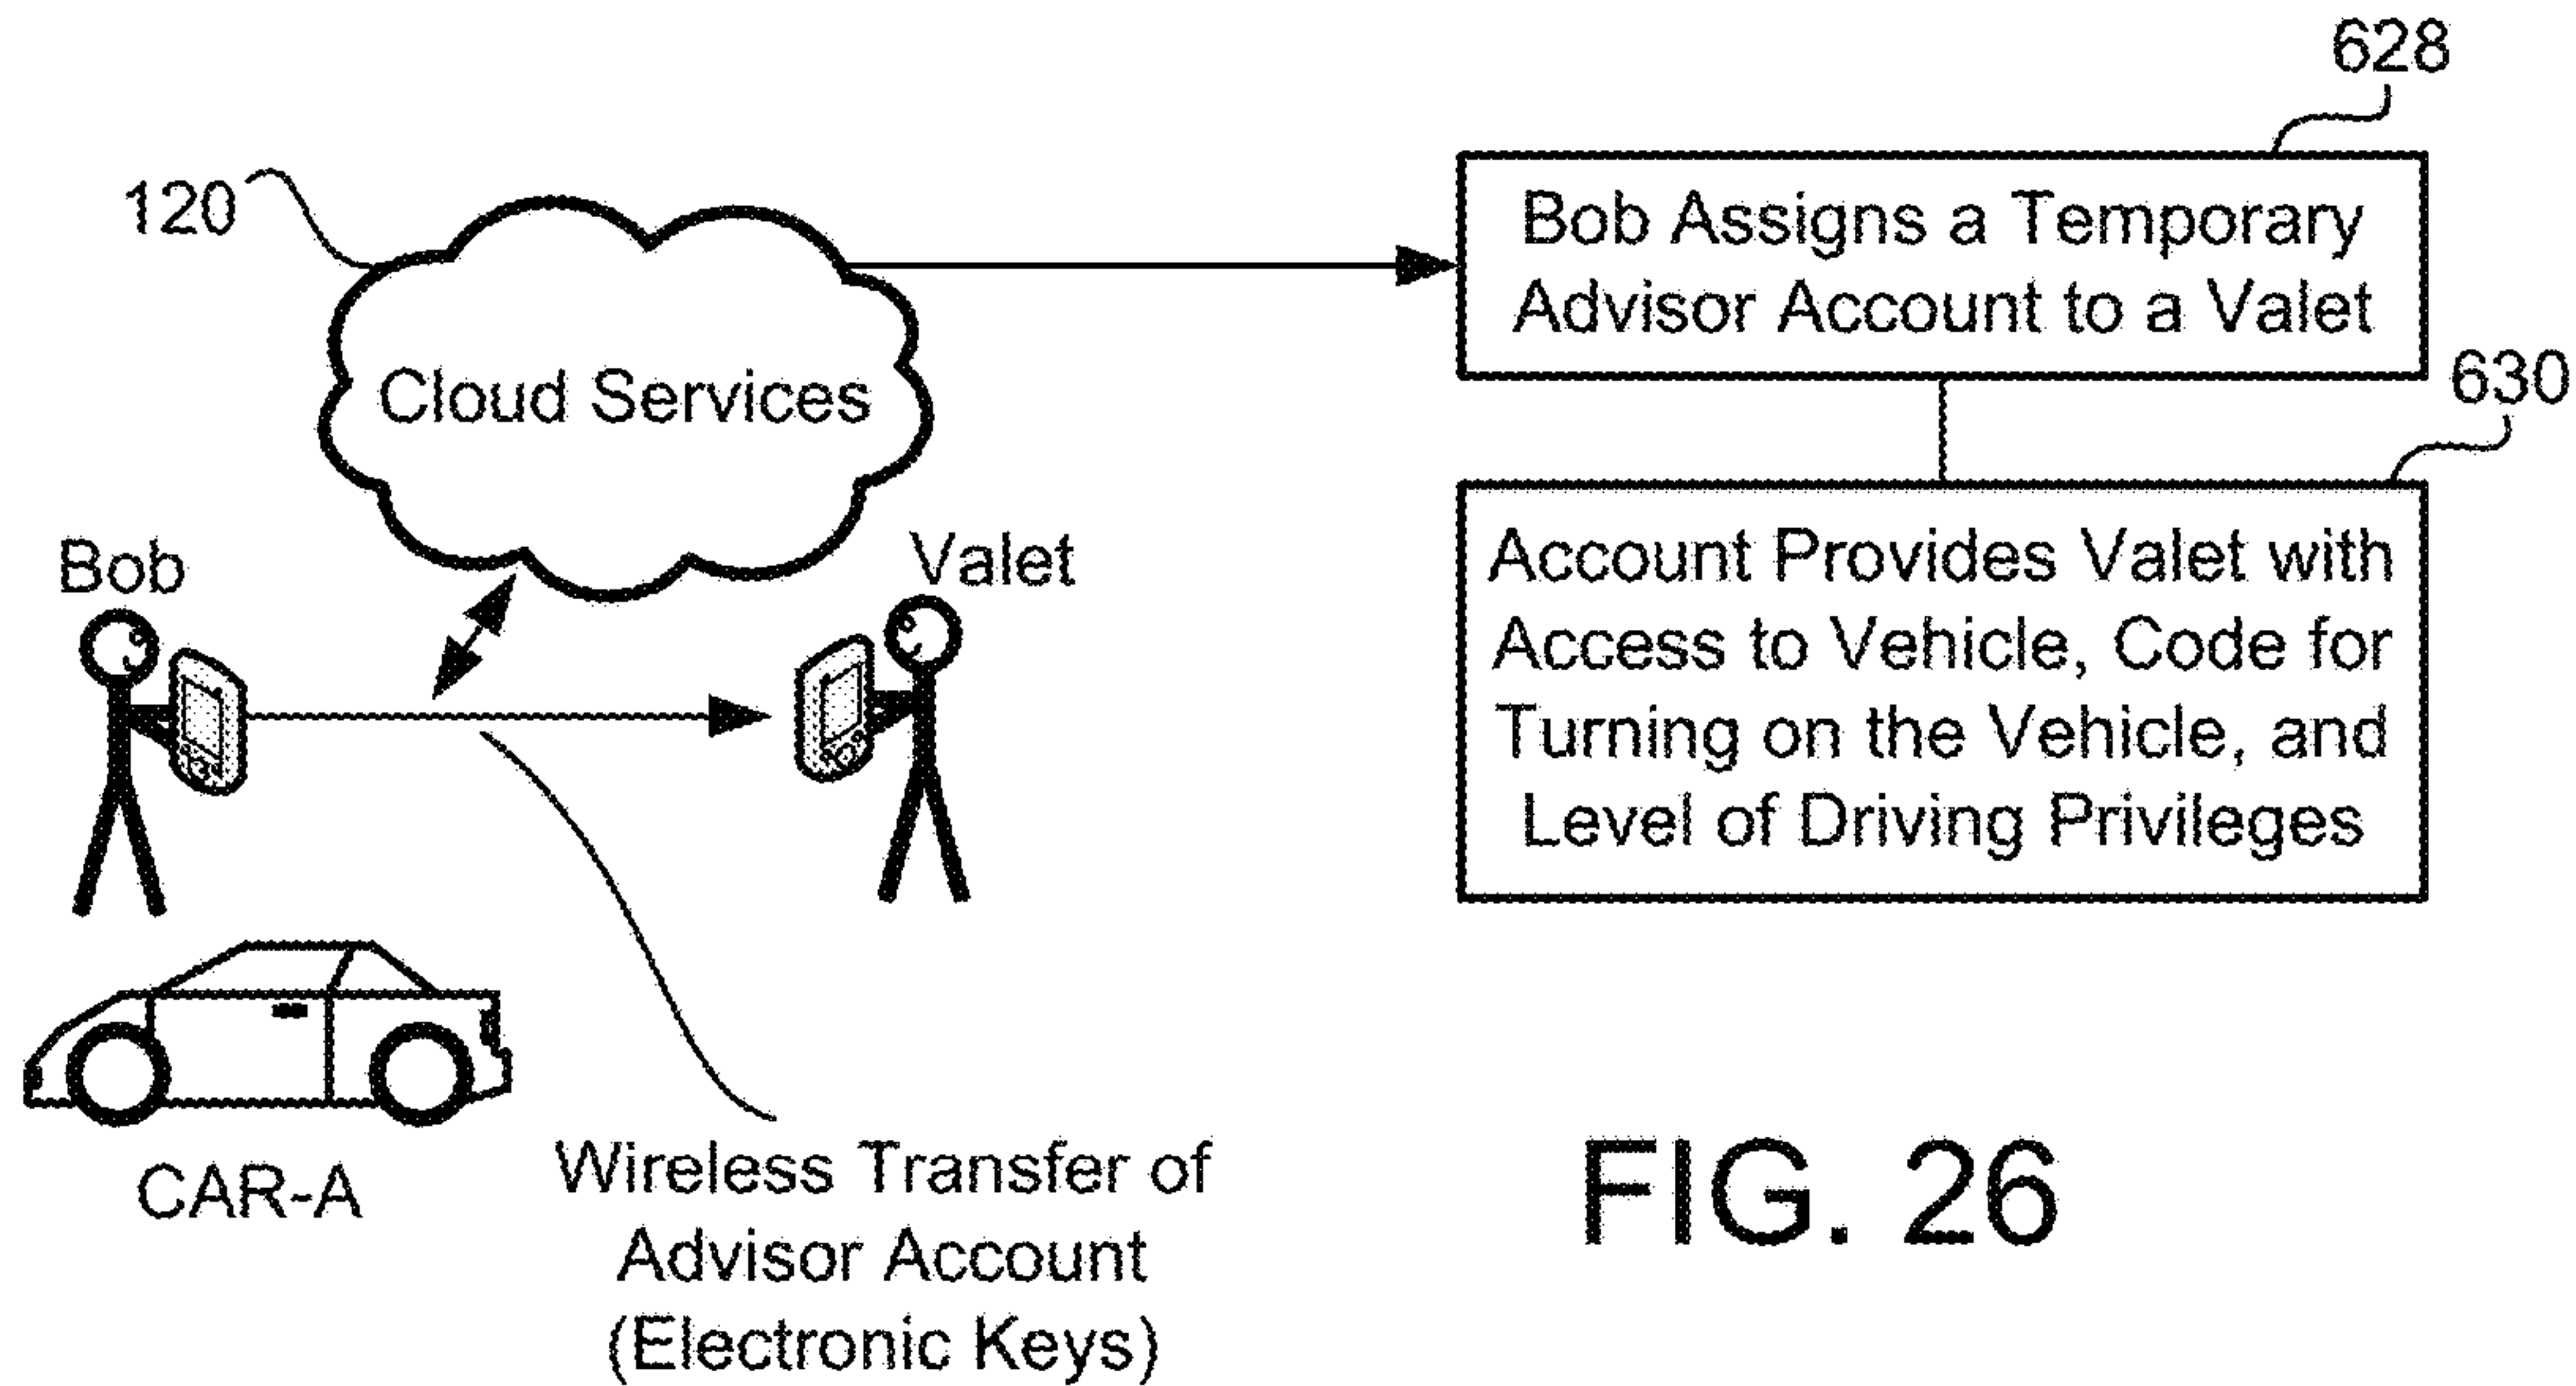 628
120
Bob Assigns a Temporary
Advisor Account to a Valet
Cloud Services
630
Bob
Valet
Account Provides Valet with
Access to Vehicle, Code for
Turning on the Vehicle, and
Level of Driving Privileges
CAR-A
Wireless Transfer of
Advisor Account
(Electronic Keys)
FIG. 26